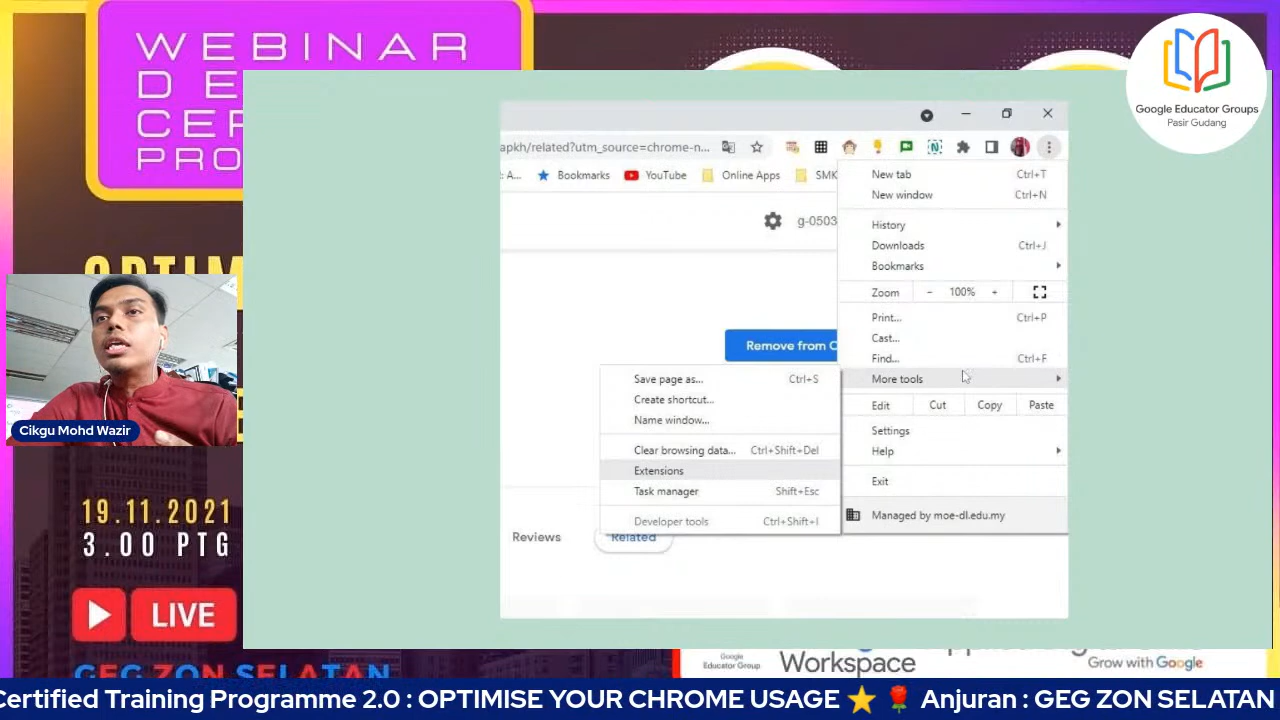 WEBINAR
D E
CER
PRO
OPTIM
Google Educator Groups
Pasir Gudang
apkh/related?utm_source=chrome-n...
: A...
Bookmarks
YouTube
Online Apps
SMK
g-0503
Remove from C
Reviews
Related
New tab Ctrl+T
New window Ctrl+N
History
Downloads Ctrl+J
Bookmarks
Zoom - 100% +
Print... Ctrl+P
Cast...
Find... Ctrl+F
More tools
Edit Cut Copy Paste
Settings
Help
Exit
Managed by moe-dl.edu.my
Save page as... Ctrl+S
Create shortcut...
Name window...
Clear browsing data... Ctrl+Shift+Del
Extensions
Task manager Shift+Esc
Developer tools Ctrl+Shift+I
Cikgu Mohd Wazir
19.11.2021
3.00 PTG
LIVE
GEG ZON SELATAN
Google
Educator Group
Workspace
Grow with Google
Certified Training Programme 2.0 : OPTIMISE YOUR CHROME USAGE ⭐🌹 Anjuran : GEG ZON SELATAN